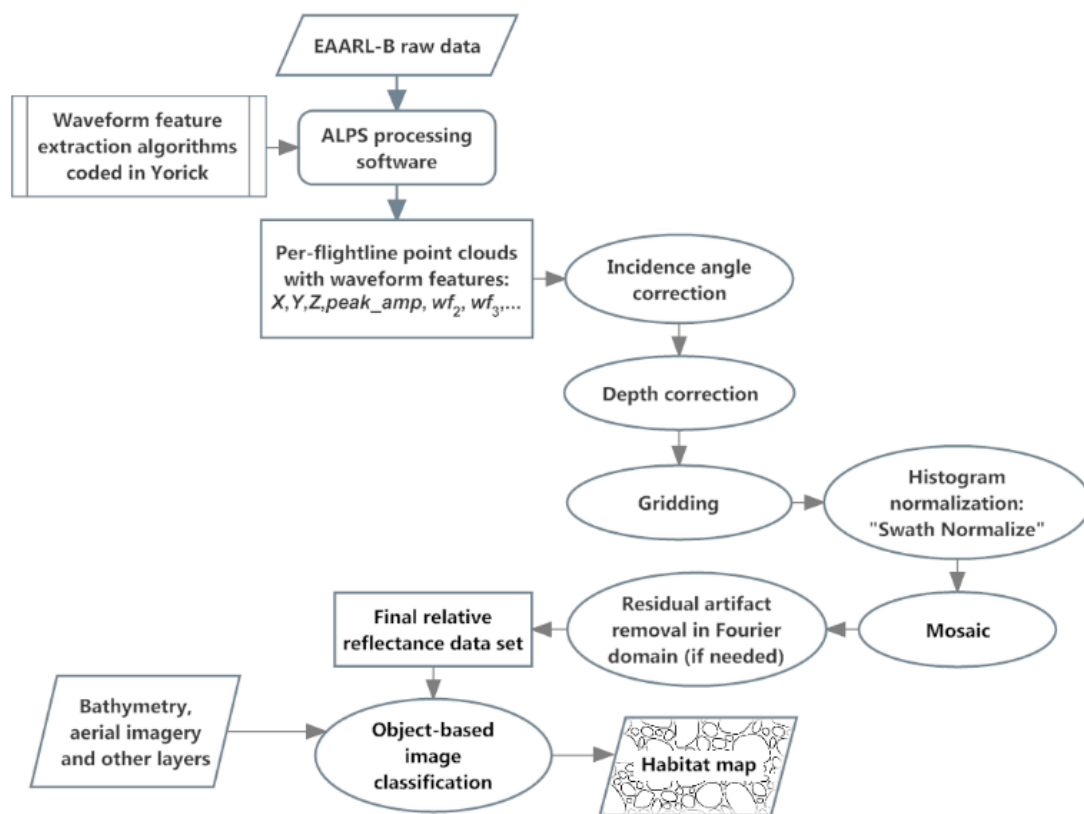 EAARL-B raw data
Waveform feature
extraction algorithms
coded in Yorick
ALPS processing
software
Per-flightline point clouds
with waveform features:
X,Y,Z,peak_amp, wf2, wf3,...
Incidence angle
correction
Depth correction
Gridding
Histogram
normalization:
"Swath Normalize"
Mosaic
Residual artifact
removal in Fourier
domain (if needed)
Final relative
reflectance data set
Bathymetry,
aerial imagery
and other layers
Object-based
image
classification
Habitat map